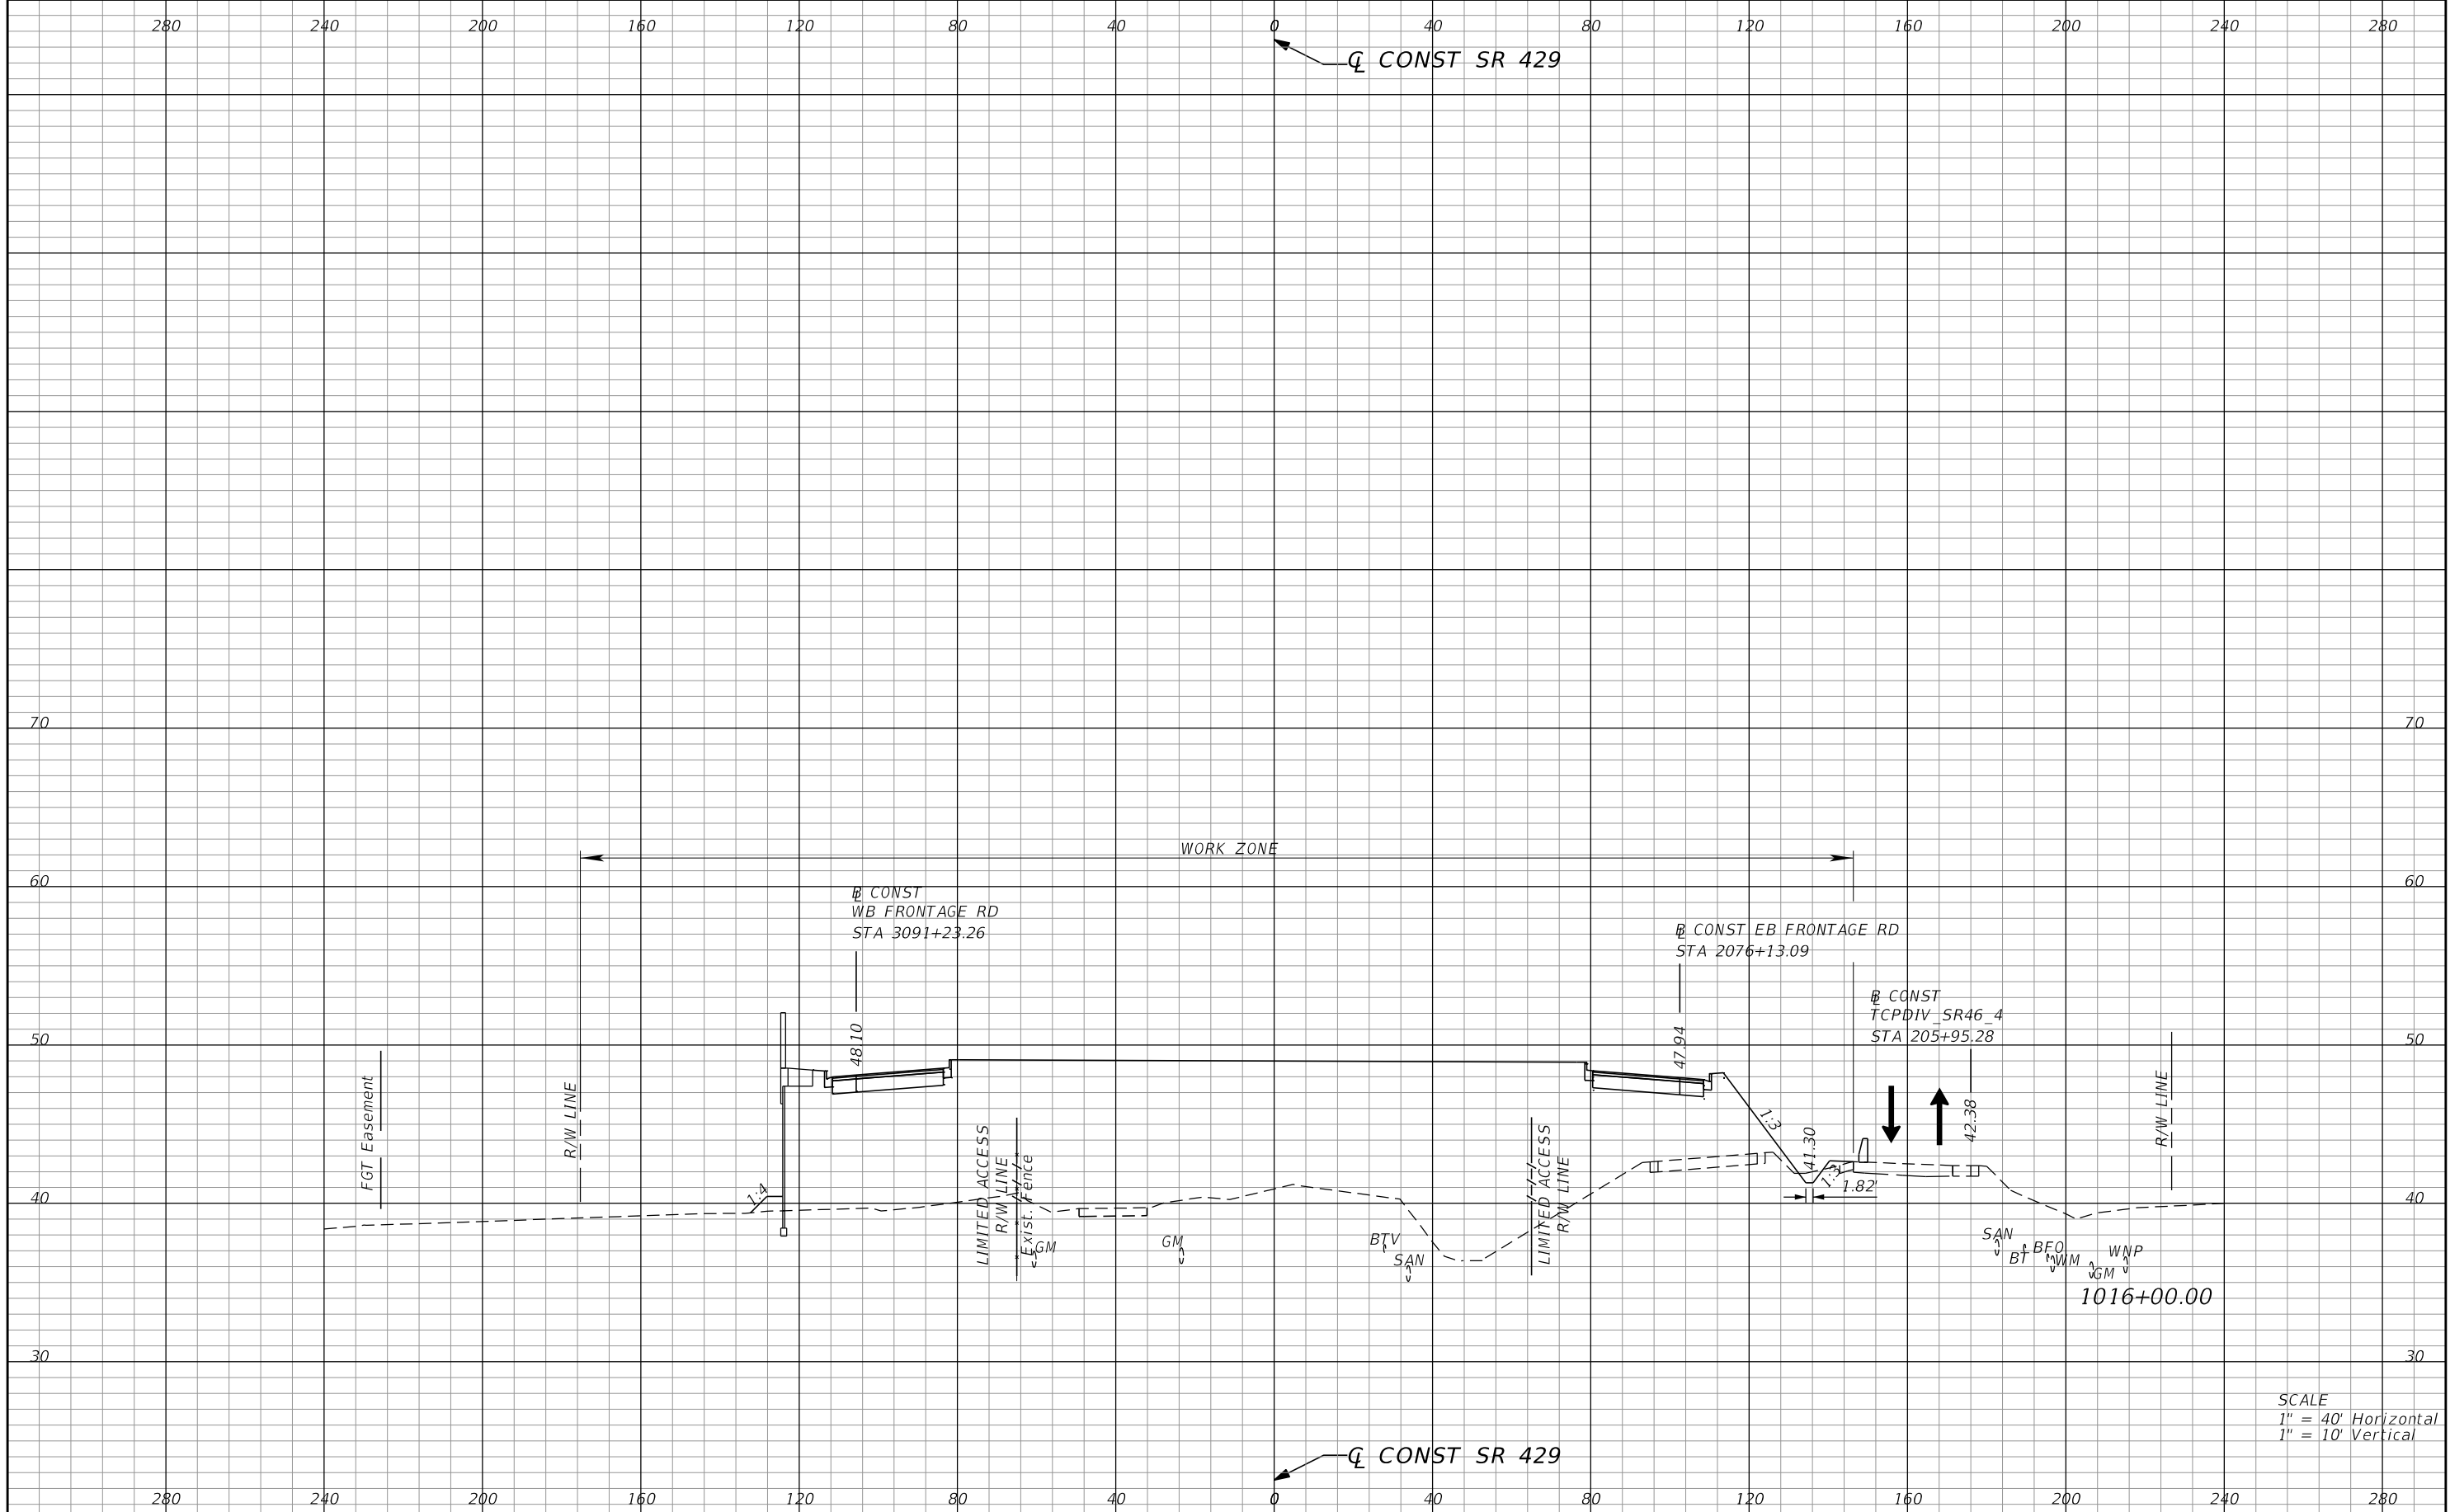 280 240 200 160 120 80 40 0 40 80 120 160 200 240 280
℄ CONST SR 429
70 70
WORK ZONE
60 60
B̲L CONST
WB FRONTAGE RD
STA 3091+23.26
B̲L CONST EB FRONTAGE RD
STA 2076+13.09
B̲L CONST
TCPDIV_SR46_4
STA 205+95.28
50 50
48.10
47.94
42.38
41.30
FGT Easement
R/W LINE
1:4
LIMITED ACCESS
R/W LINE
Exist. Fence
LIMITED ACCESS
R/W LINE
1:3
1:3
1.82'
R/W LINE
40 40
GM
GM
BTV
SAN
SAN
BT
BFO
WM
GM
WNP
1016+00.00
30 30
SCALE
1" = 40' Horizontal
1" = 10' Vertical
℄ CONST SR 429
280 240 200 160 120 80 40 0 40 80 120 160 200 240 280